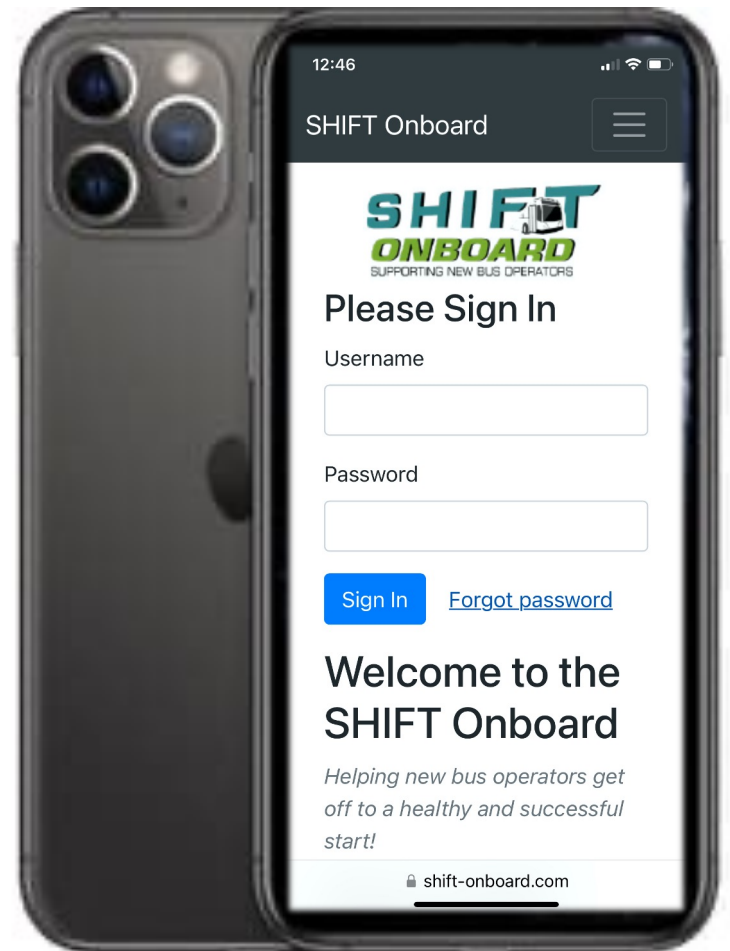 12:46
SHIFT Onboard
SHIFT
ONBOARD
SUPPORTING NEW BUS OPERATORS
Please Sign In
Username
Password
Sign In Forgot password
Welcome to the
SHIFT Onboard
Helping new bus operators get
off to a healthy and successful
start!
shift-onboard.com